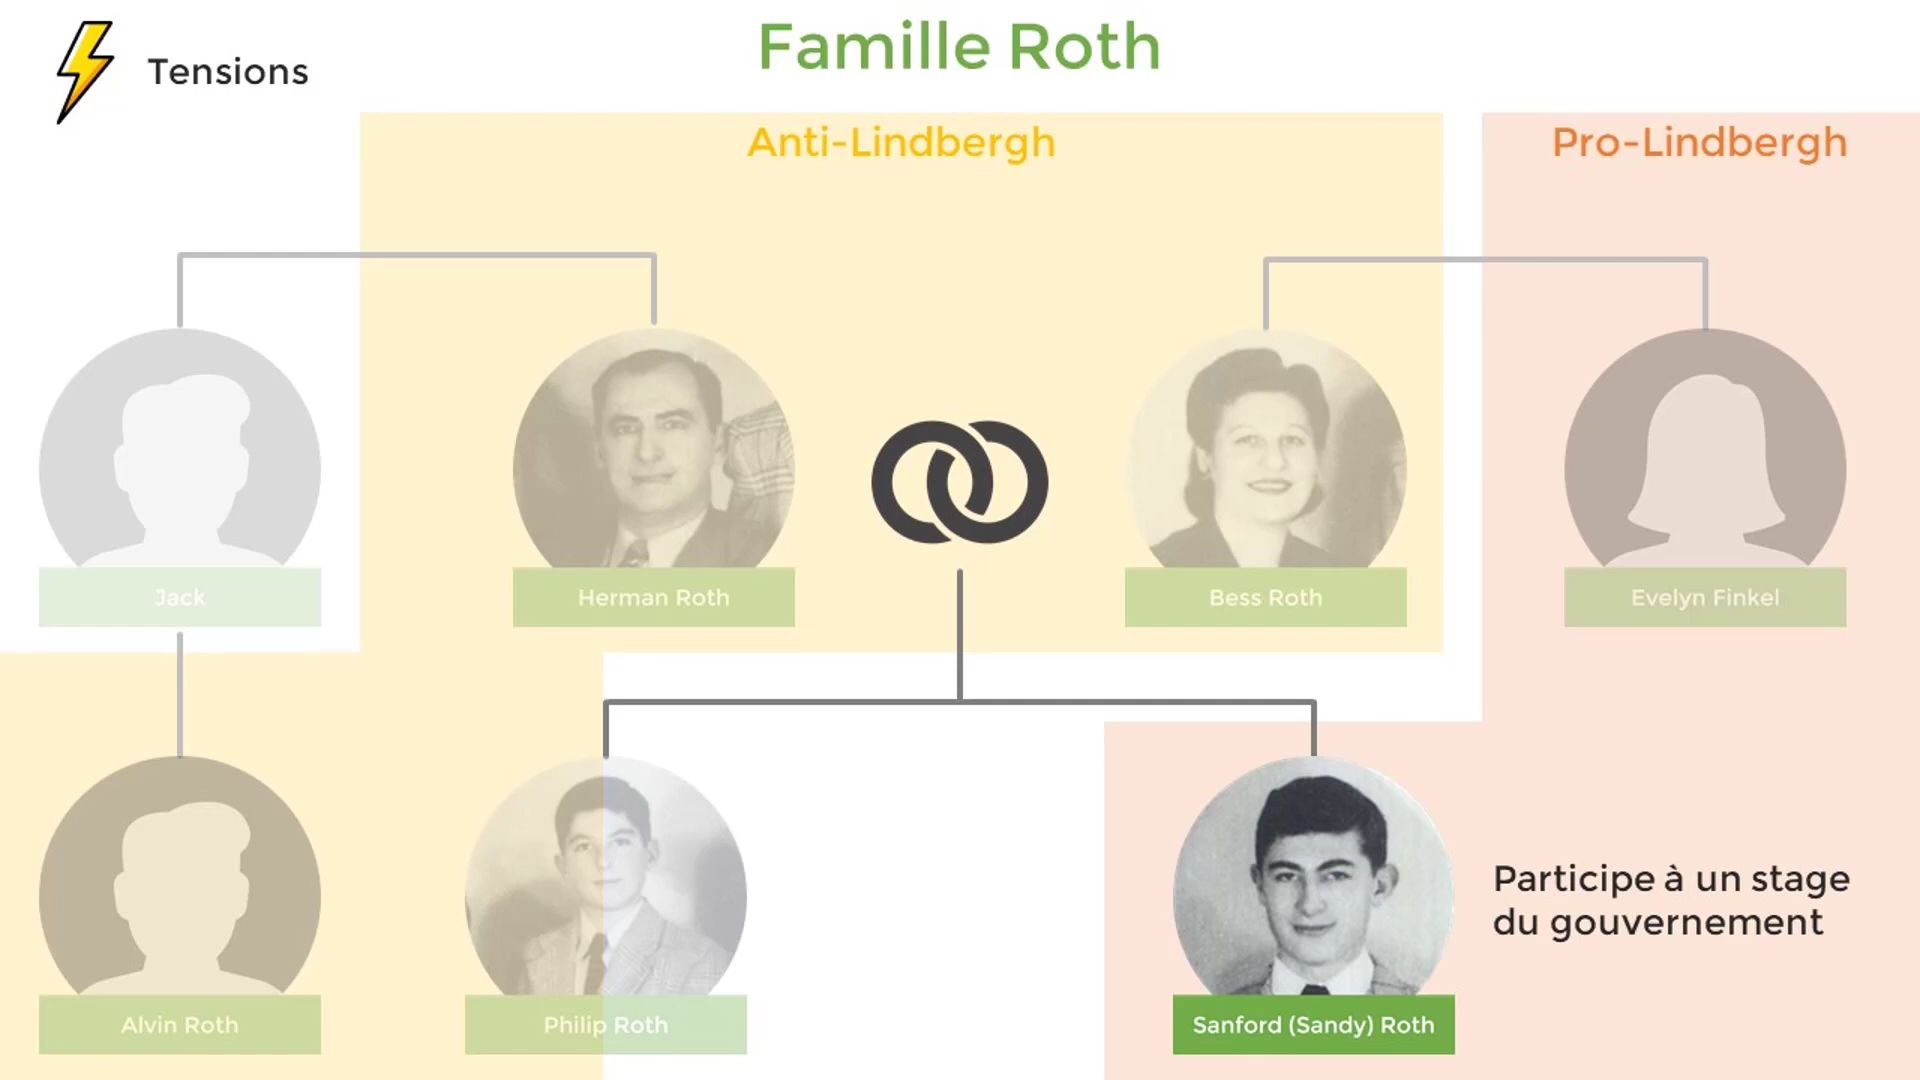 Famille Roth
Tensions
Anti-Lindbergh
Pro-Lindbergh
Jack
Herman Roth
Bess Roth
Evelyn Finkel
Participe à un stage
du gouvernement
Alvin Roth
Philip Roth
Sanford (Sandy) Roth